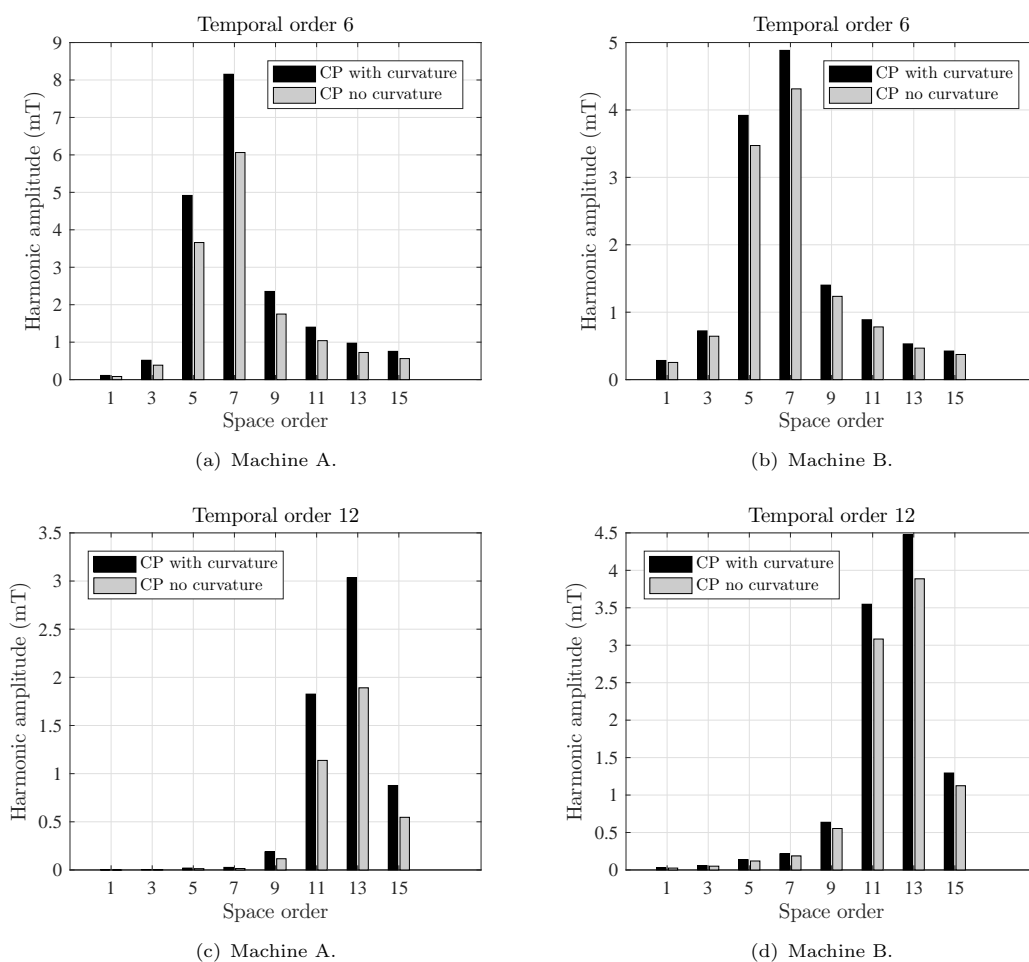 Temporal order 6
9
8
7
6
5
4
3
2
1
0
Harmonic amplitude (mT)
CP with curvature
CP no curvature
1 3 5 7 9 11 13 15
Space order
(a) Machine A.
Temporal order 6
5
4
3
2
1
0
Harmonic amplitude (mT)
CP with curvature
CP no curvature
1 3 5 7 9 11 13 15
Space order
(b) Machine B.
Temporal order 12
3.5
3
2.5
2
1.5
1
0.5
0
Harmonic amplitude (mT)
CP with curvature
CP no curvature
1 3 5 7 9 11 13 15
Space order
(c) Machine A.
Temporal order 12
4.5
4
3.5
3
2.5
2
1.5
1
0.5
0
Harmonic amplitude (mT)
CP with curvature
CP no curvature
1 3 5 7 9 11 13 15
Space order
(d) Machine B.